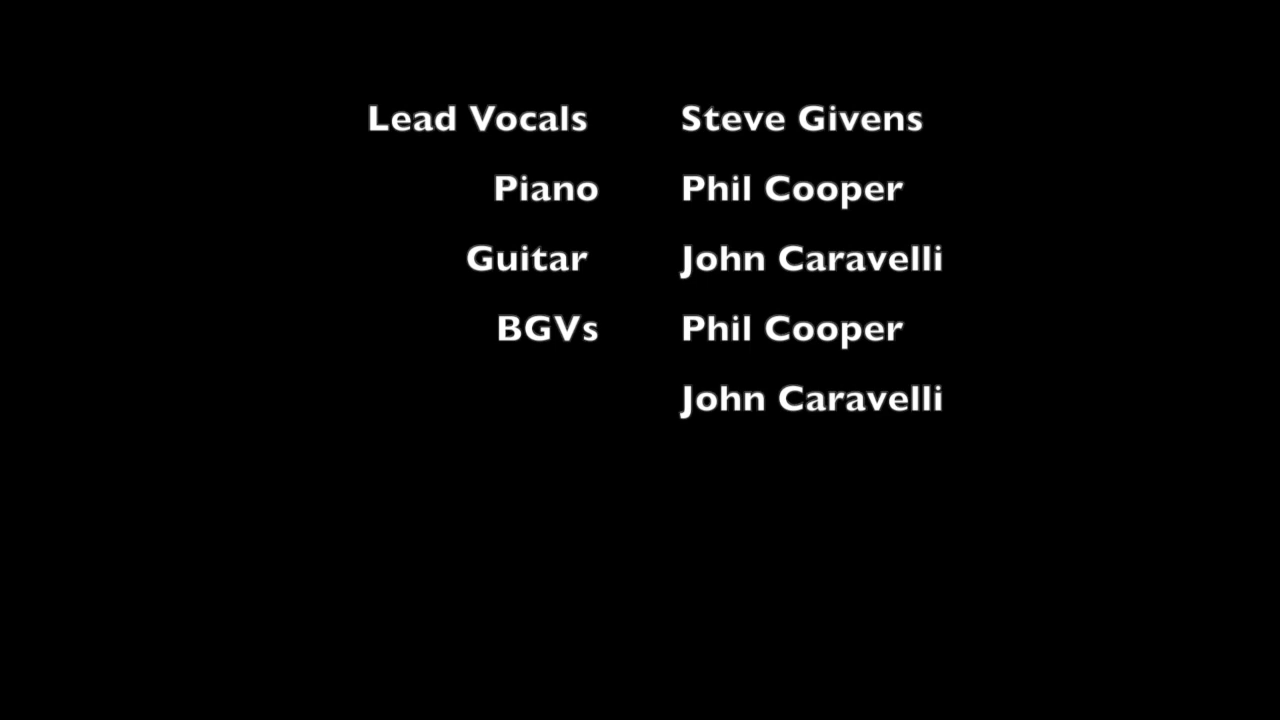 Lead Vocals Steve Givens
Piano Phil Cooper
Guitar John Caravelli
BGVs Phil Cooper
John Caravelli